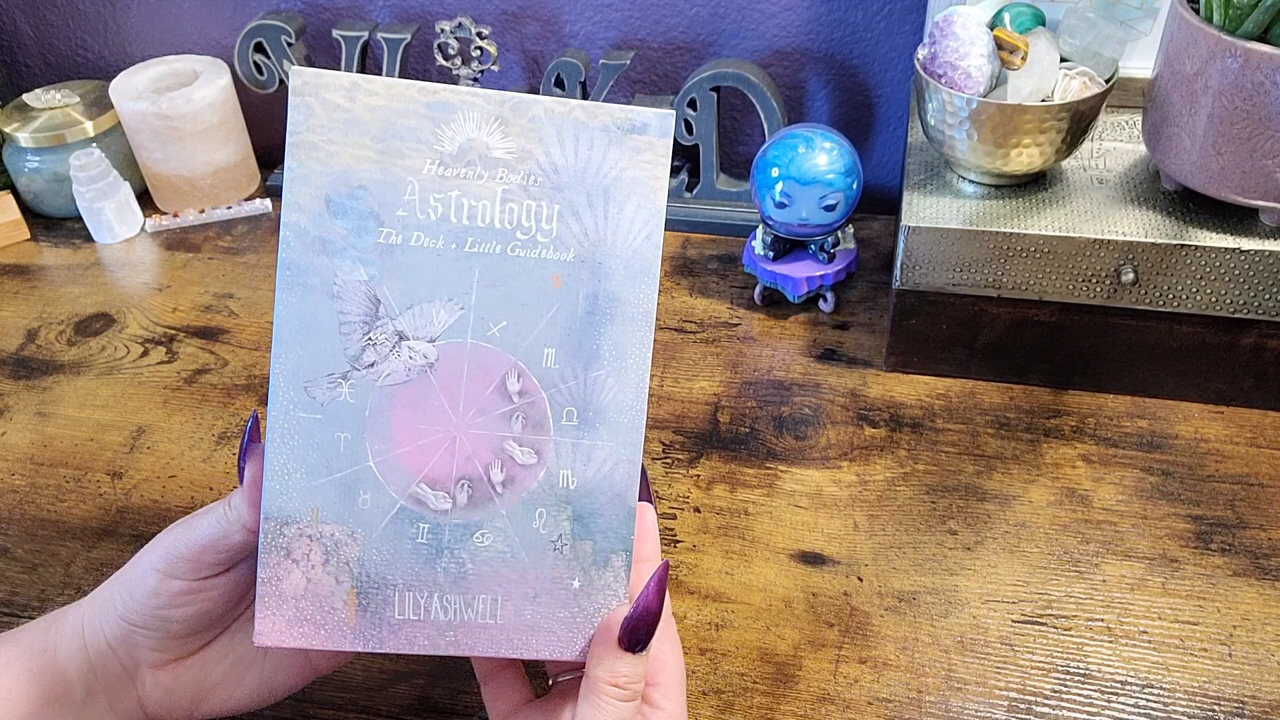 Heavenly Bodies
Astrology
The Deck + Little Guidebook
LILY ASHWELL